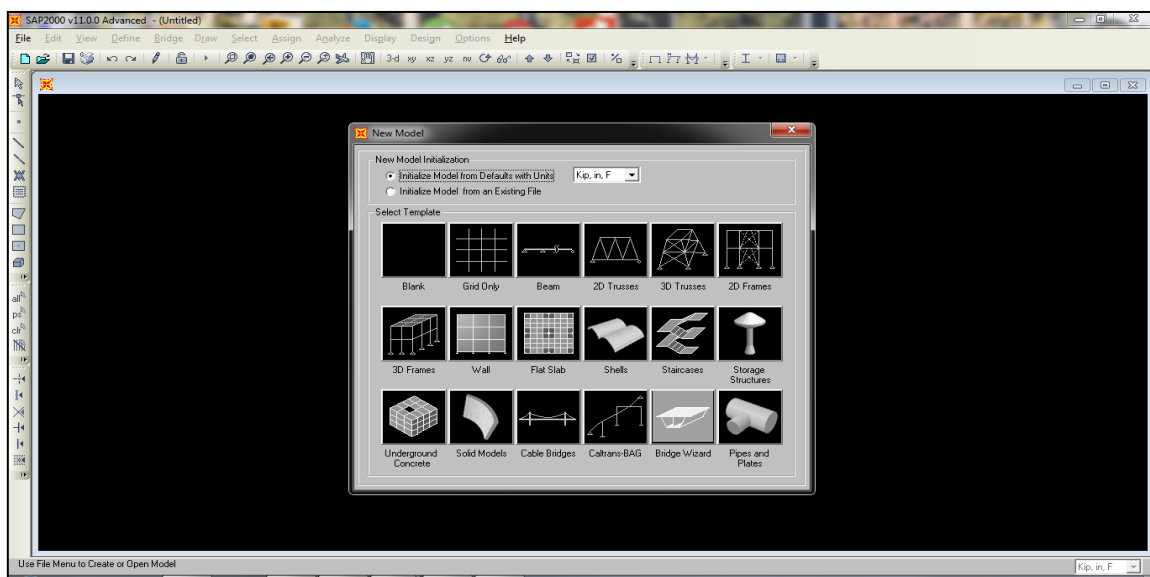 SAP2000 v11.0.0 Advanced - (Untitled)
File Edit View Define Bridge Draw Select Assign Analyze Display Design Options Help
3-d xy xz yz nv
New Model
New Model Initialization
Initialize Model from Defaults with Units Kip, in, F
Initialize Model from an Existing File
Select Template
Blank Grid Only Beam 2D Trusses 3D Trusses 2D Frames
3D Frames Wall Flat Slab Shells Staircases Storage
Structures
Underground Solid Models Cable Bridges Caltrans-BAG Bridge Wizard Pipes and
Concrete Plates
all
ps
clr
Use File Menu to Create or Open Model Kip, in, F